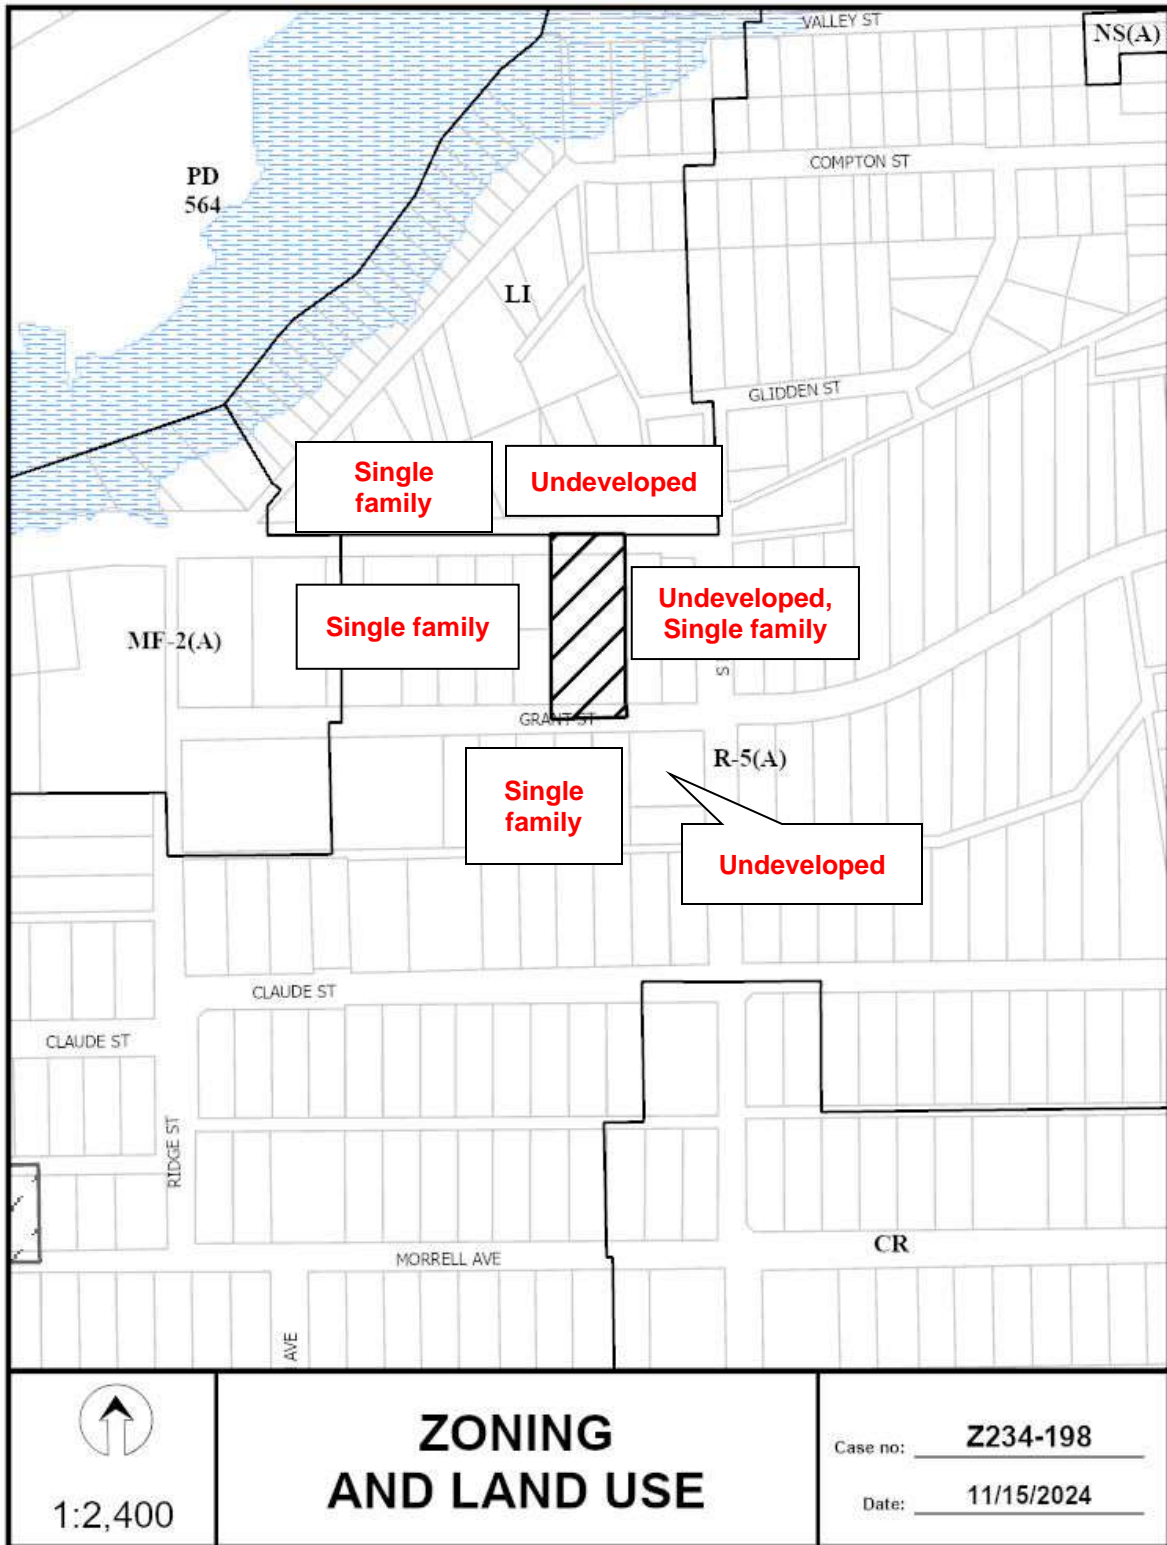 VALLEY ST
NS(A)
COMPTON ST
PD
564
LI
GLIDDEN ST
Single
family
Undeveloped
Single family
Undeveloped,
Single family
MF-2(A)
S
GRANT ST
R-5(A)
Single
family
Undeveloped
CLAUDE ST
CLAUDE ST
RIDGE ST
CR
MORRELL AVE
AVE
1:2,400
ZONING
AND LAND USE
Case no: Z234-198
Date: 11/15/2024